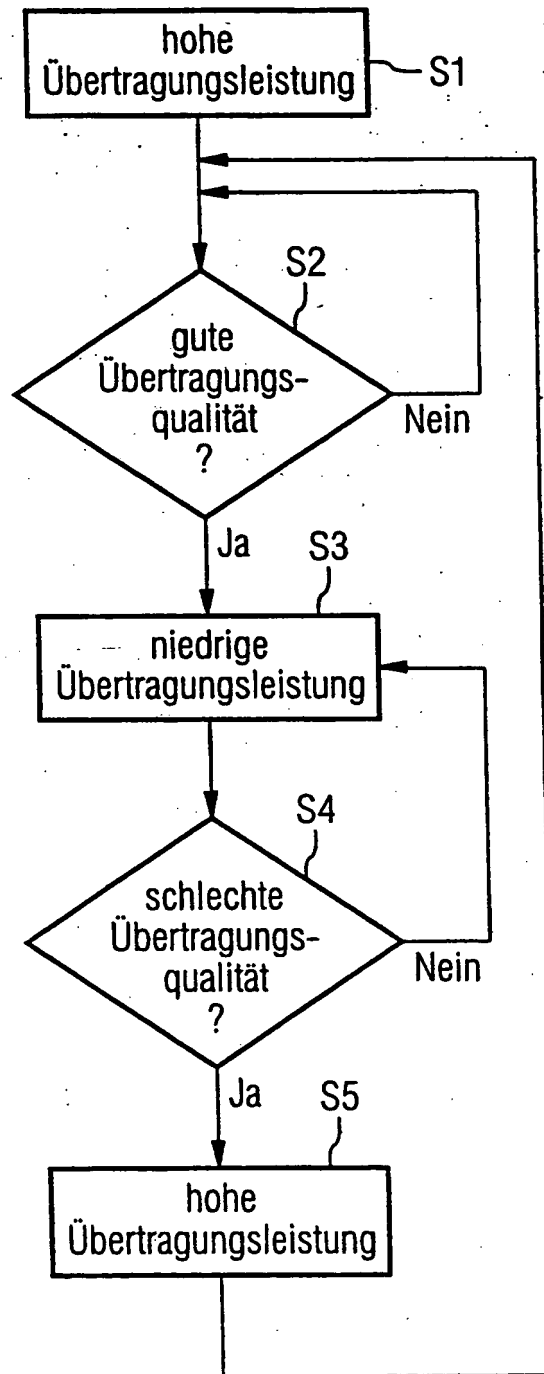 hohe
Übertragungsleistung
S1
S2
gute
Übertragungs-
qualität
?
Nein
Ja
S3
niedrige
Übertragungsleistung
S4
schlechte
Übertragungs-
qualität
?
Nein
Ja
S5
hohe
Übertragungsleistung